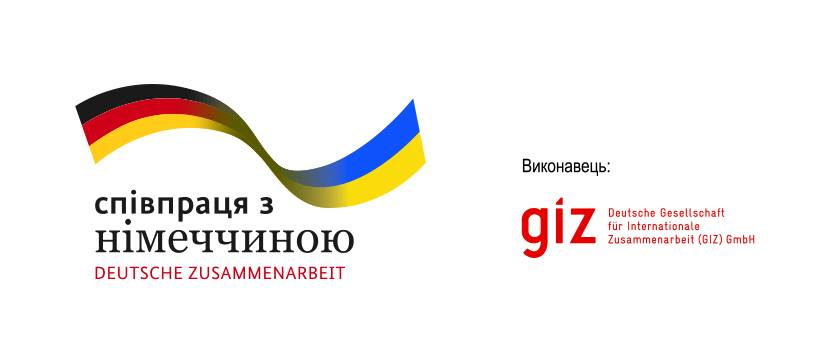 співпраця з
німеччиною
DEUTSCHE ZUSAMMENARBEIT
Виконавець:
giz
Deutsche Gesellschaft
für Internationale
Zusammenarbeit (GIZ) GmbH